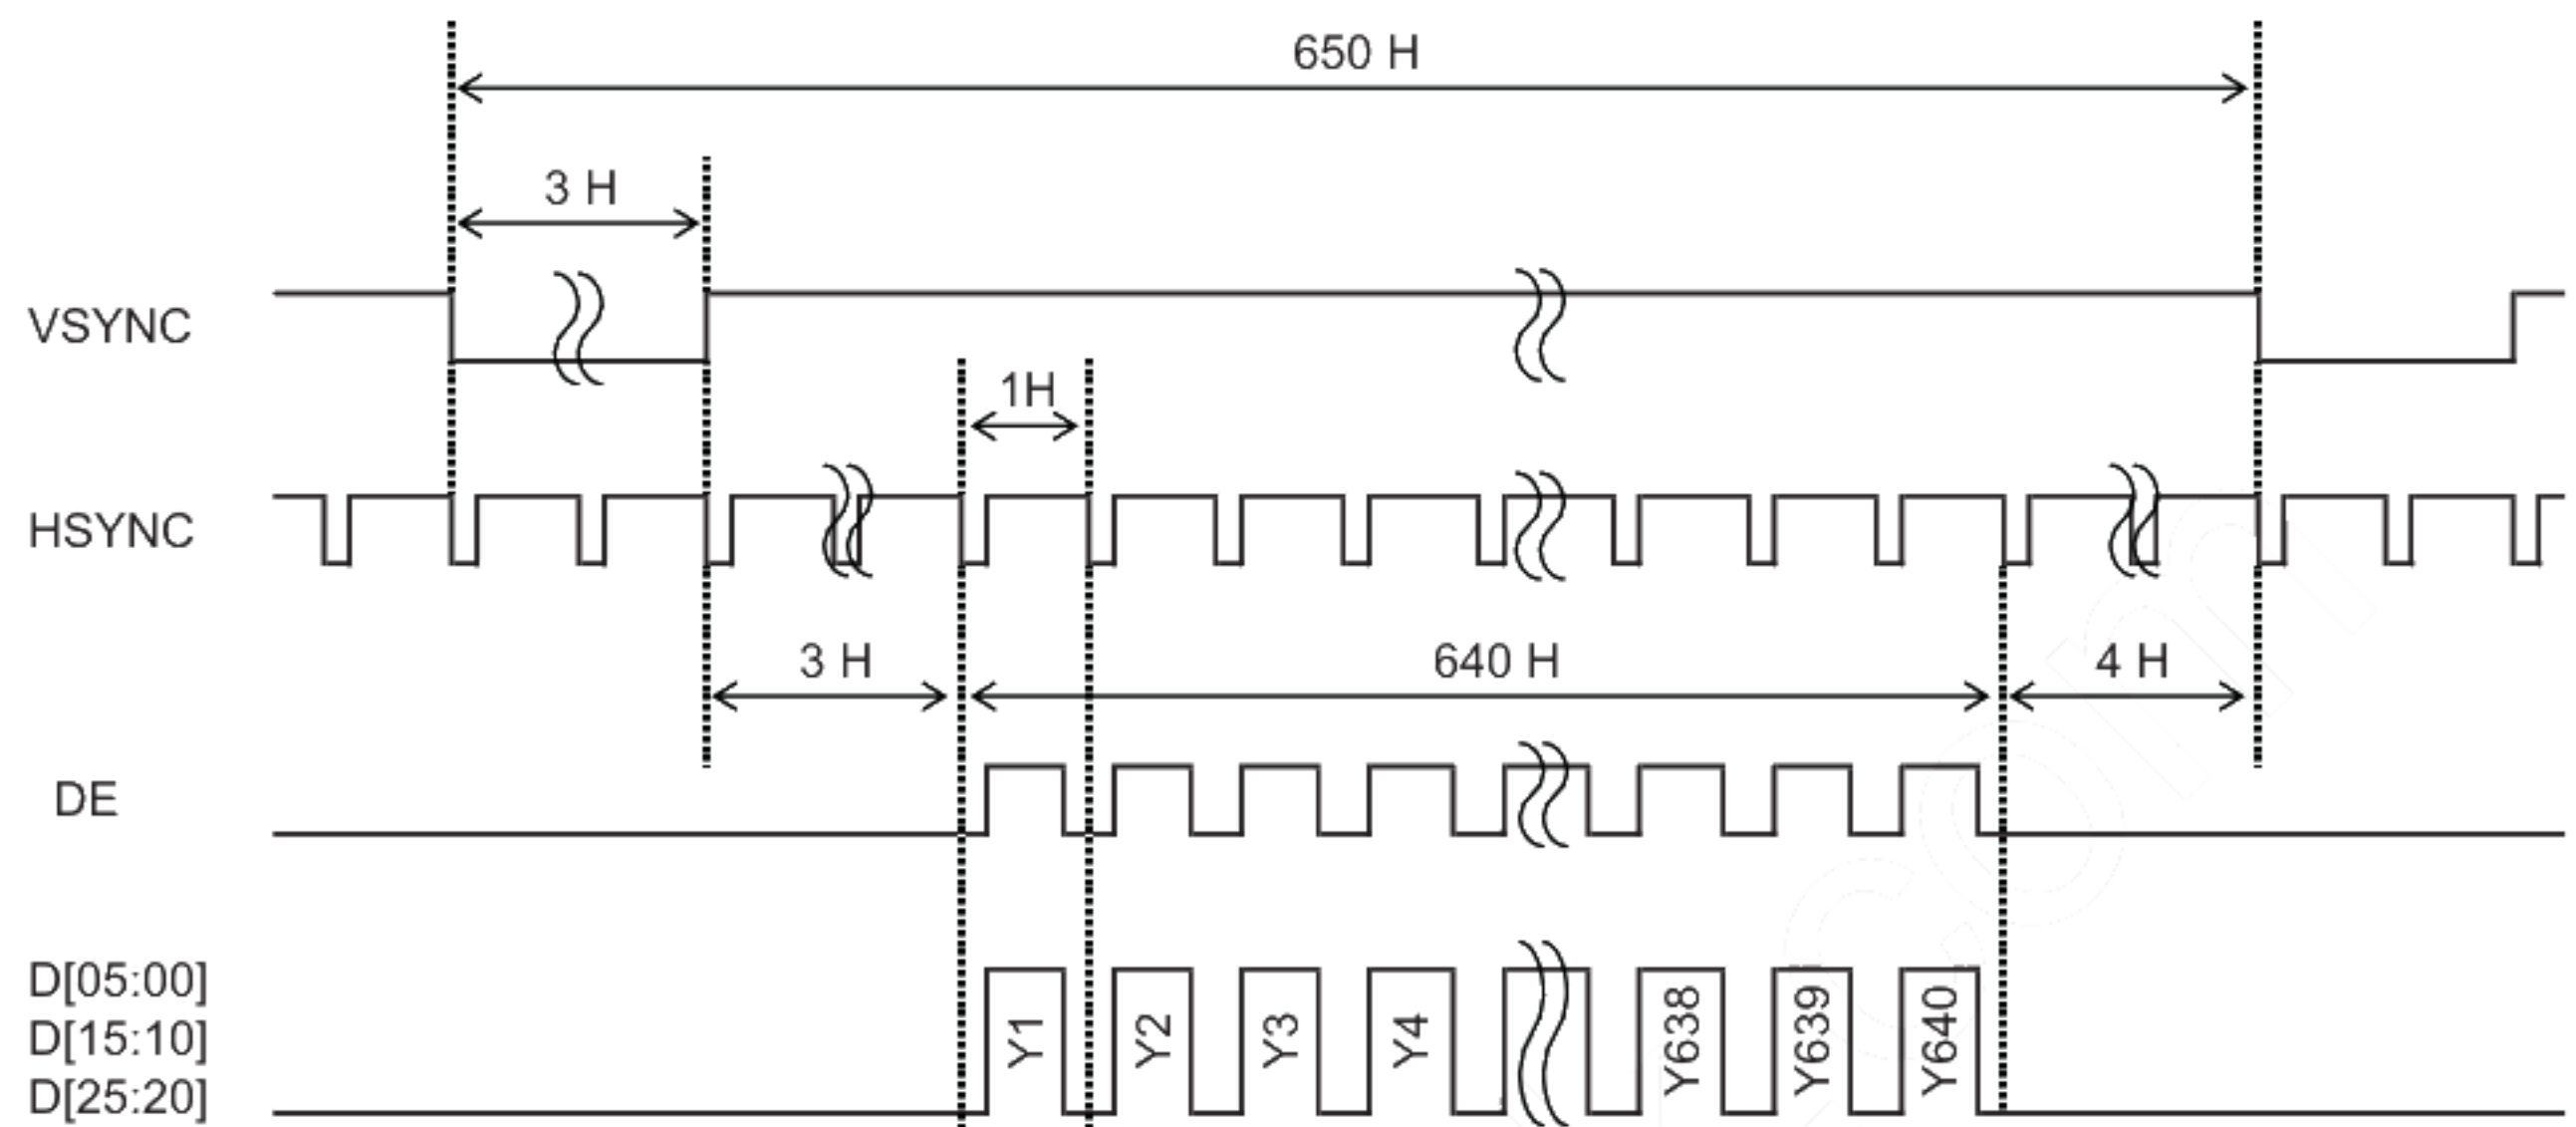 650 H
3 H
VSYNC
1H
HSYNC
3 H
640 H
4 H
DE
D[05:00]
D[15:10]
D[25:20]
Y1
Y2
Y3
Y4
Y638
Y639
Y640
.com